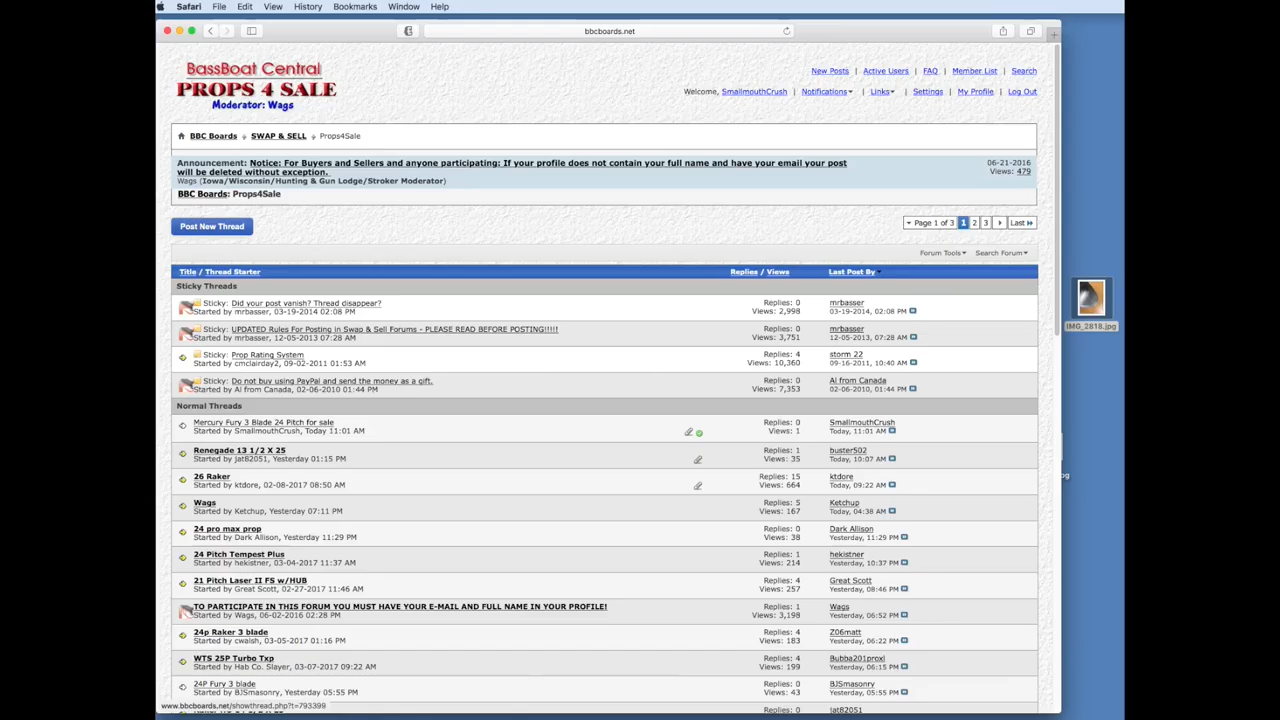 Safari File Edit View History Bookmarks Window Help
bbcboards.net
BassBoat Central
PROPS 4 SALE
Moderator: Wags
New Posts | Active Users | FAQ | Member List | Search
Welcome, SmallmouthCrush | Notifications | Links | Settings | My Profile | Log Out
BBC Boards SWAP & SELL Props4Sale
Announcement: Notice: For Buyers and Sellers and anyone participating: If your profile does not contain your full name and have your email your post
will be deleted without exception.
06-21-2016
Views: 479
Wags (Iowa/Wisconsin/Hunting & Gun Lodge/Stroker Moderator)
BBC Boards: Props4Sale
Post New Thread
Page 1 of 3 1 2 3 Last
Forum Tools Search Forum
Title / Thread Starter Replies / Views Last Post By
Sticky Threads
Sticky: Did your post vanish? Thread disappear? Replies: 0 mrbasser
Started by mrbasser, 03-19-2014 02:08 PM Views: 2,998 03-19-2014, 02:08 PM
Sticky: UPDATED Rules For Posting in Swap & Sell Forums - PLEASE READ BEFORE POSTING!!!!! Replies: 0 mrbasser
Started by mrbasser, 12-05-2013 07:28 AM Views: 3,751 12-05-2013, 07:28 AM
Sticky: Prop Rating System Replies: 4 storm 22
Started by cmclairday2, 09-02-2011 01:53 AM Views: 10,360 09-16-2011, 10:40 AM
Sticky: Do not buy using PayPal and send the money as a gift. Replies: 0 Al from Canada
Started by Al from Canada, 02-06-2010 01:44 PM Views: 7,353 02-06-2010, 01:44 PM
Normal Threads
Mercury Fury 3 Blade 24 Pitch for sale Replies: 0 SmallmouthCrush
Started by SmallmouthCrush, Today 11:01 AM Views: 1 Today, 11:01 AM
Renegade 13 1/2 X 25 Replies: 1 buster502
Started by jat82051, Yesterday 01:15 PM Views: 35 Today, 10:07 AM
26 Raker Replies: 15 ktdore
Started by ktdore, 02-08-2017 08:50 AM Views: 664 Today, 09:22 AM
Wags Replies: 5 Ketchup
Started by Ketchup, Yesterday 07:11 PM Views: 167 Today, 04:38 AM
24 pro max prop Replies: 0 Dark Allison
Started by Dark Allison, Yesterday 11:29 PM Views: 38 Yesterday, 11:29 PM
24 Pitch Tempest Plus Replies: 1 hekistner
Started by hekistner, 03-04-2017 11:37 AM Views: 214 Yesterday, 10:37 PM
21 Pitch Laser II FS w/HUB Replies: 4 Great Scott
Started by Great Scott, 02-27-2017 11:46 AM Views: 257 Yesterday, 08:46 PM
TO PARTICIPATE IN THIS FORUM YOU MUST HAVE YOUR E-MAIL AND FULL NAME IN YOUR PROFILE! Replies: 1 Wags
Started by Wags, 06-02-2016 02:28 PM Views: 3,198 Yesterday, 06:52 PM
24p Raker 3 blade Replies: 4 Z06matt
Started by cwalsh, 03-05-2017 01:16 PM Views: 183 Yesterday, 06:22 PM
WTS 25P Turbo Txp Replies: 4 Bubba201proxl
Started by Hab Co. Slayer, 03-07-2017 09:22 AM Views: 199 Yesterday, 06:15 PM
24P Fury 3 blade Replies: 0 BJSmasonry
Started by BJSmasonry, Yesterday 05:55 PM Views: 43 Yesterday, 05:55 PM
www.bbcboards.net/showthread.php?t=793399
jat82051
IMG_2818.jpg
pg